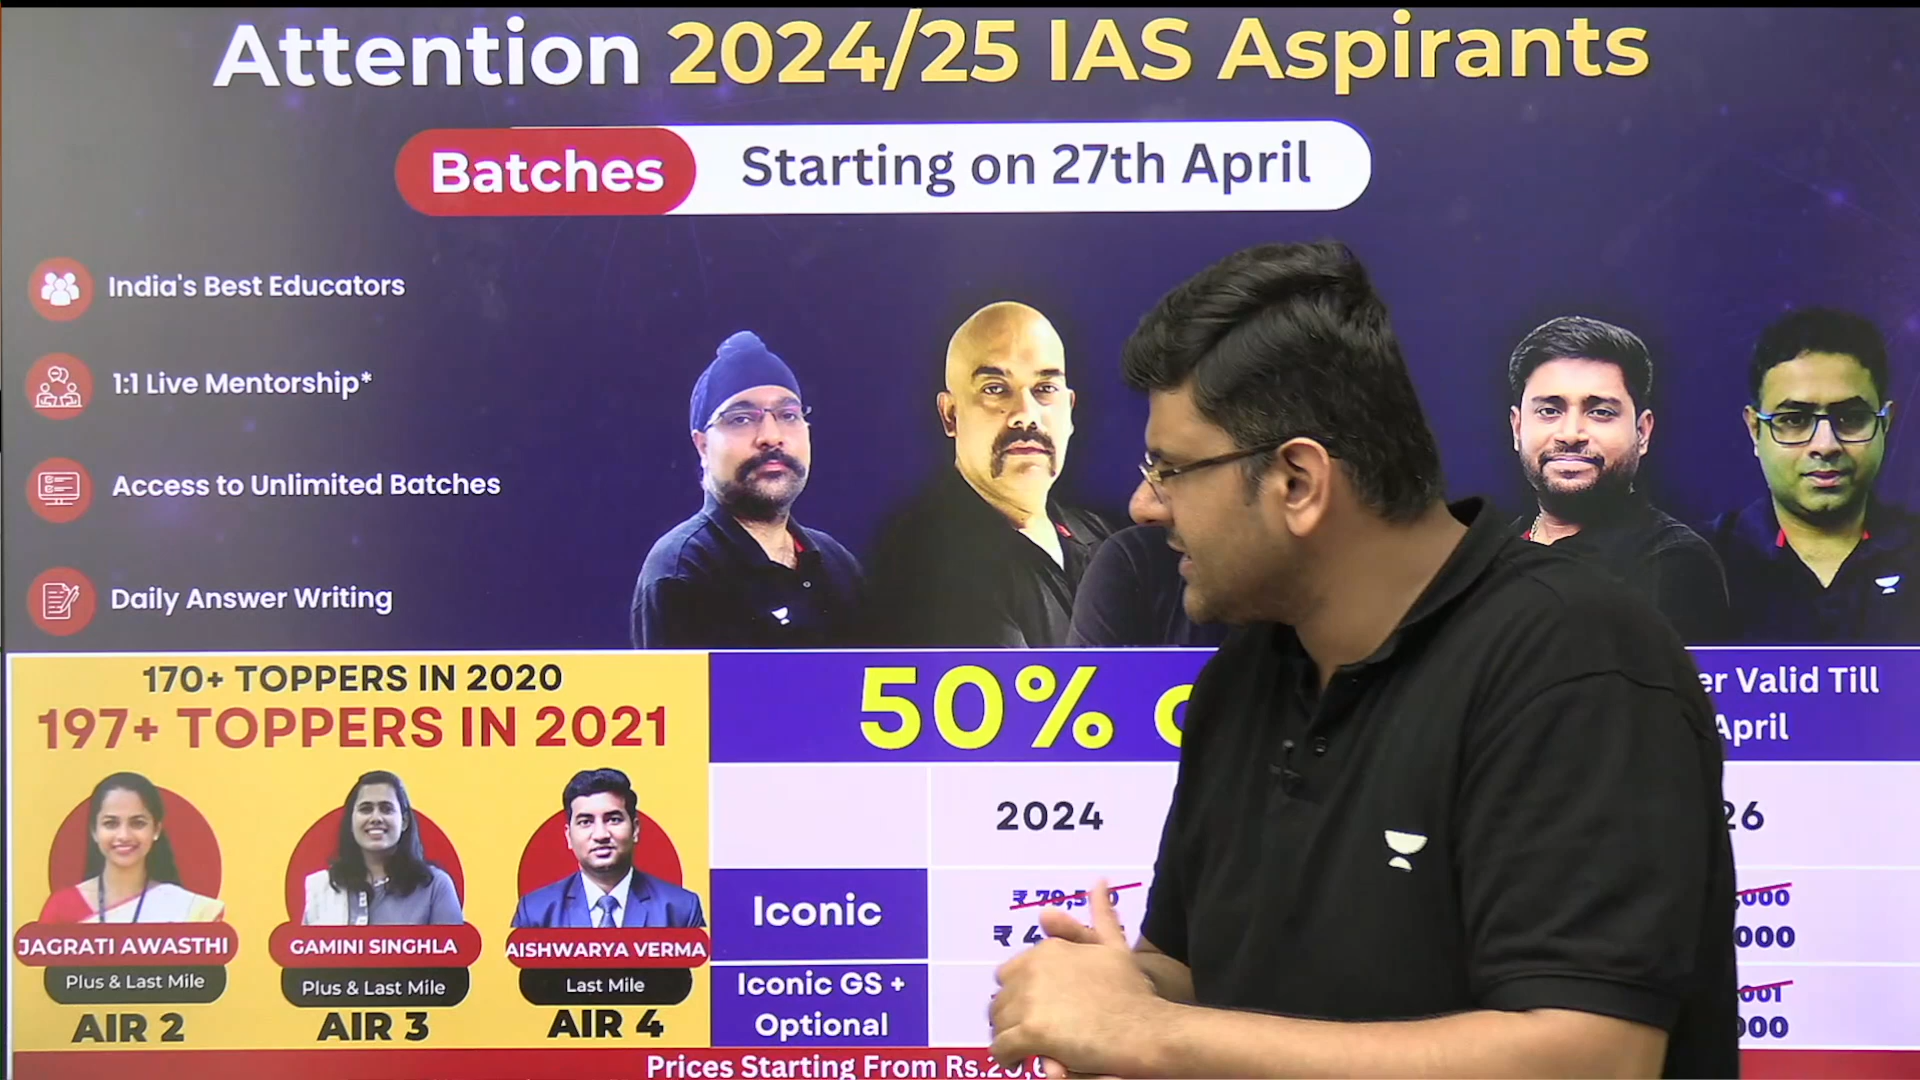 Attention 2024/25 IAS Aspirants
Batches Starting on 27th April
India's Best Educators
1:1 Live Mentorship*
Access to Unlimited Batches
Daily Answer Writing
170+ TOPPERS IN 2020
197+ TOPPERS IN 2021
JAGRATI AWASTHI
Plus & Last Mile
AIR 2
GAMINI SINGHLA
Plus & Last Mile
AIR 3
AISHWARYA VERMA
Last Mile
AIR 4
50%
Valid Till
April
2024
Iconic
Iconic GS +
Optional
Prices Starting From